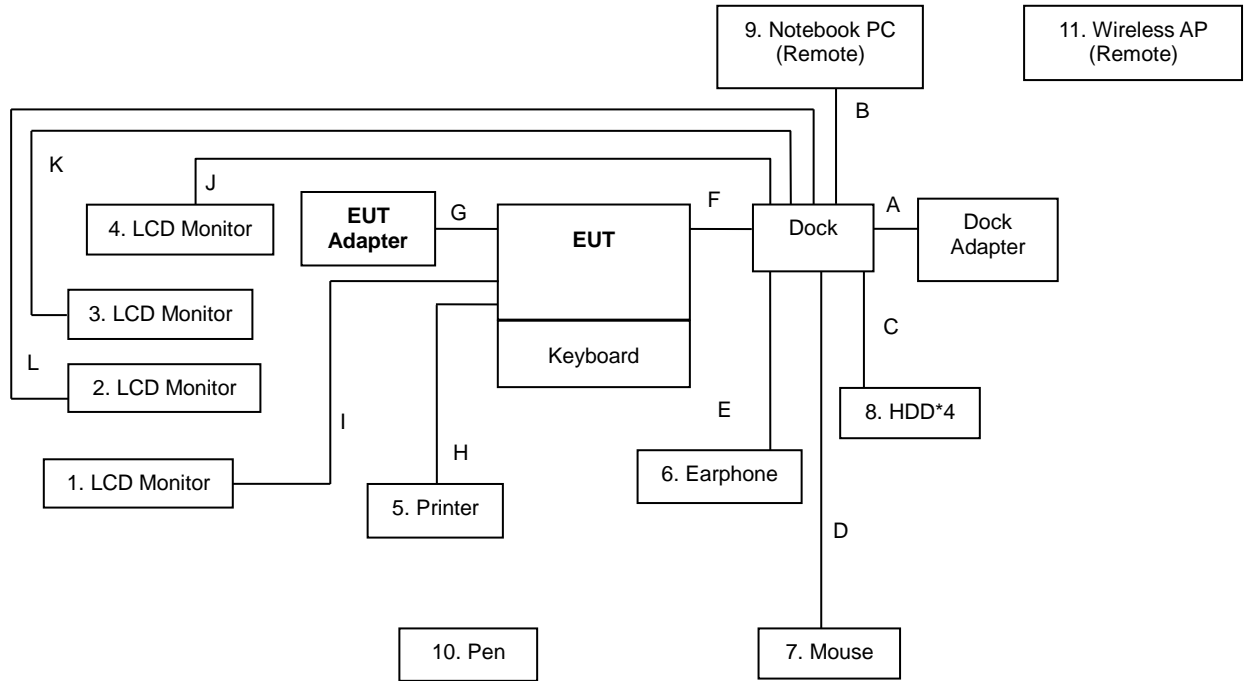 9. Notebook PC
(Remote)
11. Wireless AP
(Remote)
B
K
J
4. LCD Monitor
EUT
Adapter
G
EUT
F
Dock
A
Dock
Adapter
3. LCD Monitor
C
Keyboard
L
2. LCD Monitor
I
E
8. HDD*4
H
1. LCD Monitor
6. Earphone
5. Printer
D
10. Pen
7. Mouse